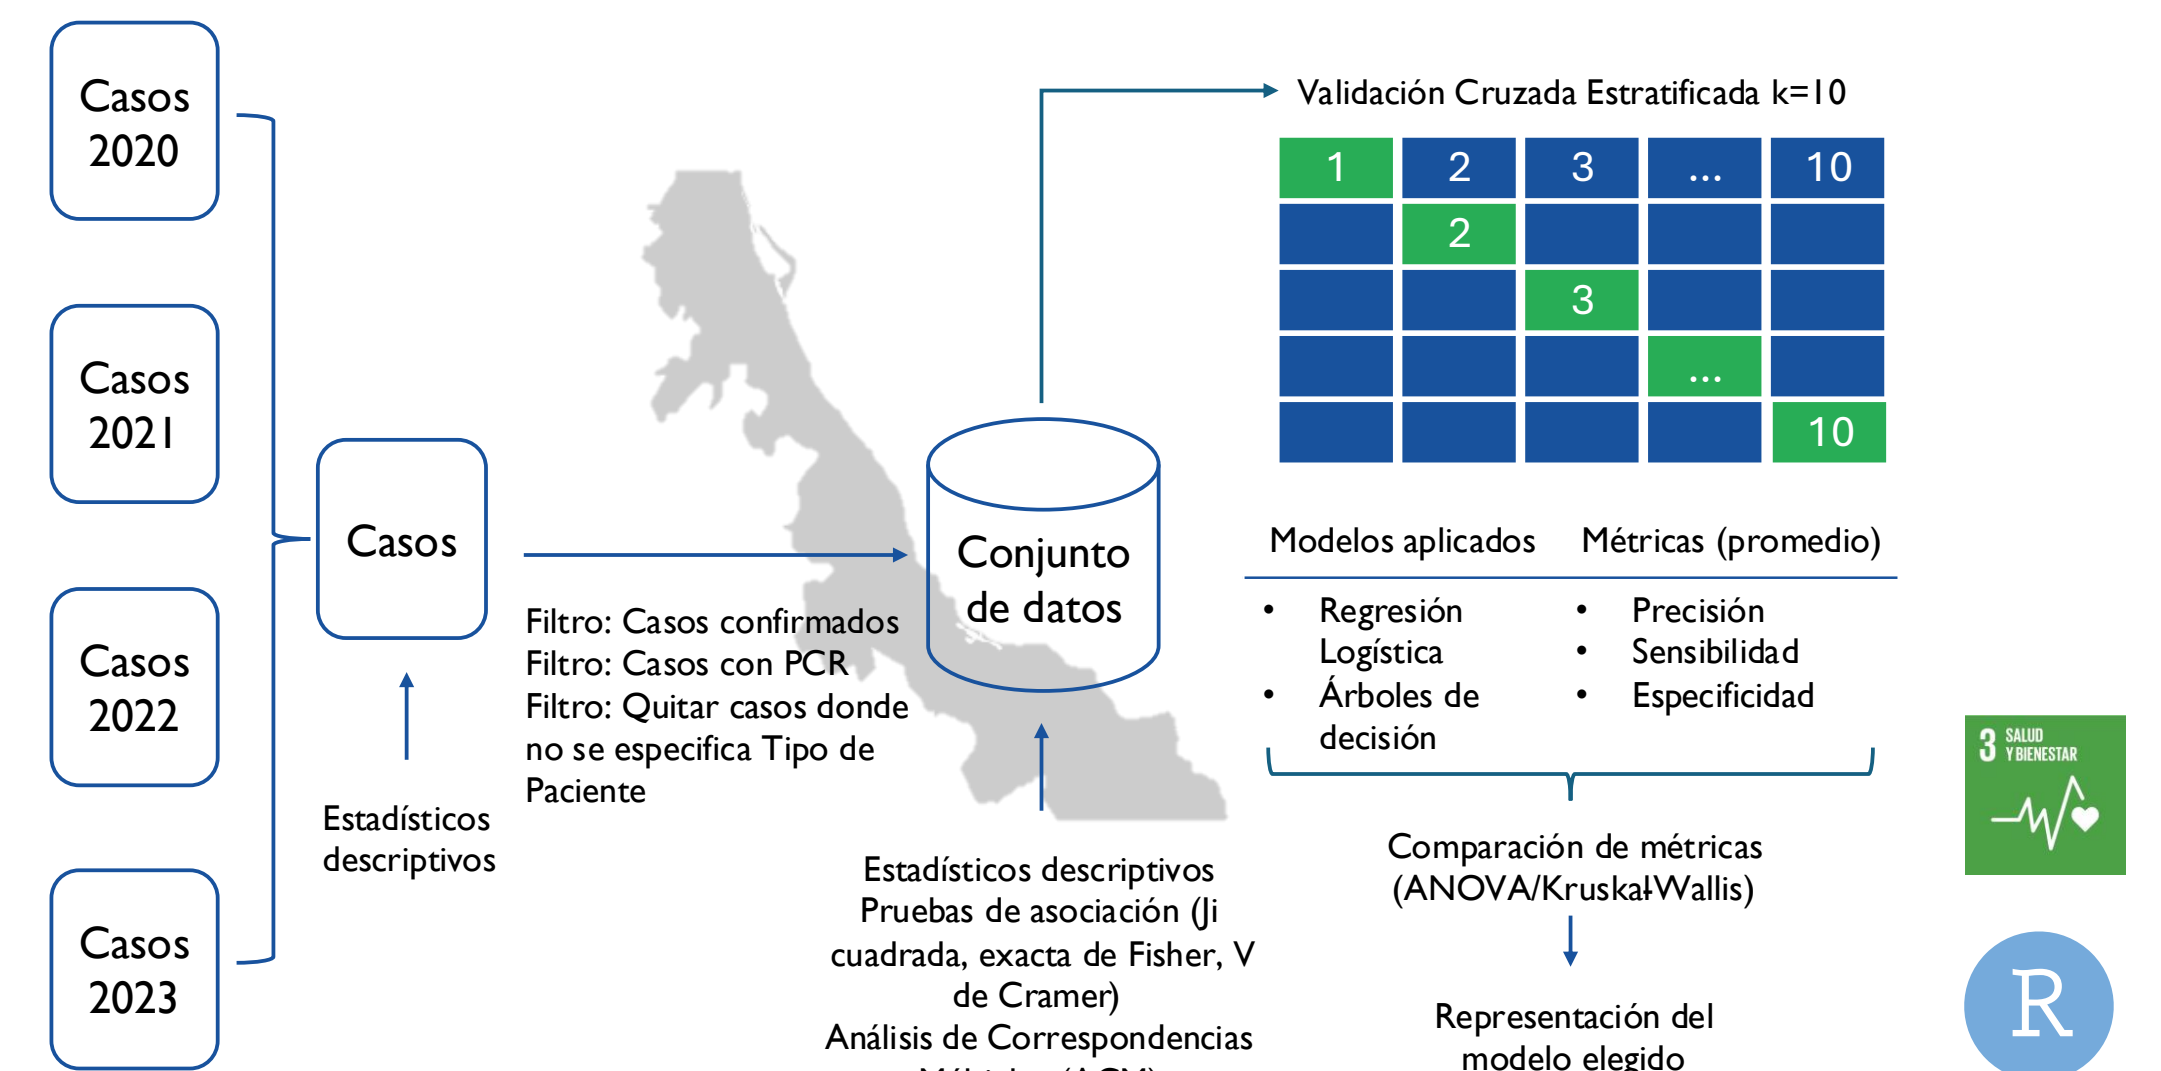 Casos
2020
Casos
2021
Casos
2022
Casos
2023
Casos
Estadísticos
descriptivos
Filtro: Casos confirmados
Filtro: Casos con PCR
Filtro: Quitar casos donde
no se especifica Tipo de
Paciente
Conjunto
de datos
Estadísticos descriptivos
Pruebas de asociación (Ji
cuadrada, exacta de Fisher, V
de Cramer)
Análisis de Correspondencias
Validación Cruzada Estratificada k=10
1 2 3 ... 10
2
3
...
10
Modelos aplicados Métricas (promedio)
• Regresión
Logística
• Árboles de
decisión
• Precisión
• Sensibilidad
• Especificidad
Comparación de métricas
(ANOVA/Kruskal-Wallis)
Representación del
modelo elegido
3 SALUD
Y BIENESTAR
R